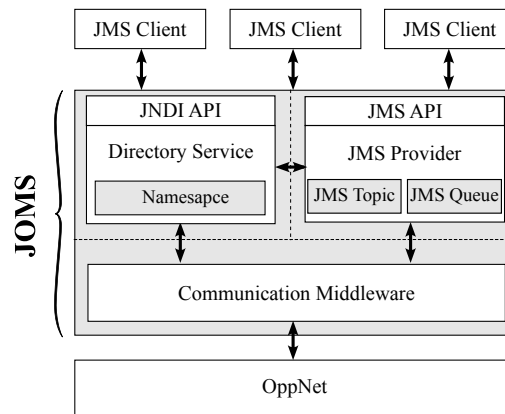 JMS Client
JMS Client
JMS Client
JOMS
JNDI API
JMS API
Directory Service
JMS Provider
Namesapce
JMS Topic
JMS Queue
Communication Middleware
OppNet